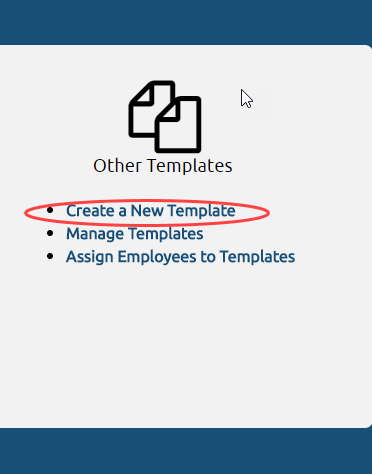 Other Templates
Create a New Template
Manage Templates
Assign Employees to Templates